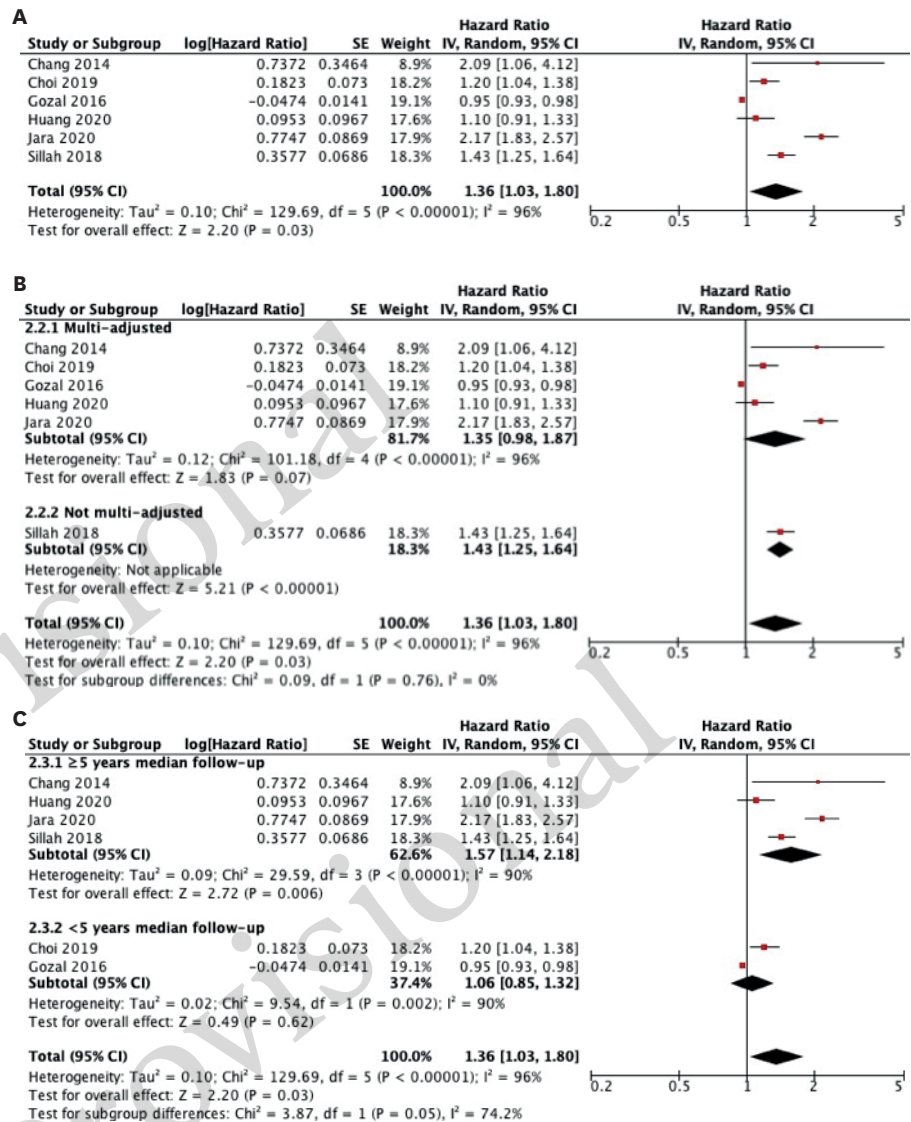 A
Hazard Ratio Hazard Ratio
Study or Subgroup log[Hazard Ratio] SE Weight IV, Random, 95% CI IV, Random, 95% CI
Chang 2014 0.7372 0.3464 8.9% 2.09 [1.06, 4.12]
Choi 2019 0.1823 0.073 18.2% 1.20 [1.04, 1.38]
Gozal 2016 −0.0474 0.0141 19.1% 0.95 [0.93, 0.98]
Huang 2020 0.0953 0.0967 17.6% 1.10 [0.91, 1.33]
Jara 2020 0.7747 0.0869 17.9% 2.17 [1.83, 2.57]
Sillah 2018 0.3577 0.0686 18.3% 1.43 [1.25, 1.64]
Total (95% CI) 100.0% 1.36 [1.03, 1.80]
Heterogeneity: Tau² = 0.10; Chi² = 129.69, df = 5 (P < 0.00001); I² = 96%
Test for overall effect: Z = 2.20 (P = 0.03)
0.2 0.5 1 2 5
B
Hazard Ratio Hazard Ratio
Study or Subgroup log[Hazard Ratio] SE Weight IV, Random, 95% CI IV, Random, 95% CI
2.2.1 Multi-adjusted
Chang 2014 0.7372 0.3464 8.9% 2.09 [1.06, 4.12]
Choi 2019 0.1823 0.073 18.2% 1.20 [1.04, 1.38]
Gozal 2016 −0.0474 0.0141 19.1% 0.95 [0.93, 0.98]
Huang 2020 0.0953 0.0967 17.6% 1.10 [0.91, 1.33]
Jara 2020 0.7747 0.0869 17.9% 2.17 [1.83, 2.57]
Subtotal (95% CI) 81.7% 1.35 [0.98, 1.87]
Heterogeneity: Tau² = 0.12; Chi² = 101.18, df = 4 (P < 0.00001); I² = 96%
Test for overall effect: Z = 1.83 (P = 0.07)
2.2.2 Not multi-adjusted
Sillah 2018 0.3577 0.0686 18.3% 1.43 [1.25, 1.64]
Subtotal (95% CI) 18.3% 1.43 [1.25, 1.64]
Heterogeneity: Not applicable
Test for overall effect: Z = 5.21 (P < 0.00001)
Total (95% CI) 100.0% 1.36 [1.03, 1.80]
Heterogeneity: Tau² = 0.10; Chi² = 129.69, df = 5 (P < 0.00001); I² = 96%
Test for overall effect: Z = 2.20 (P = 0.03)
Test for subgroup differences: Chi² = 0.09, df = 1 (P = 0.76), I² = 0%
0.2 0.5 1 2 5
C
Hazard Ratio Hazard Ratio
Study or Subgroup log[Hazard Ratio] SE Weight IV, Random, 95% CI IV, Random, 95% CI
2.3.1 ≥5 years median follow-up
Chang 2014 0.7372 0.3464 8.9% 2.09 [1.06, 4.12]
Huang 2020 0.0953 0.0967 17.6% 1.10 [0.91, 1.33]
Jara 2020 0.7747 0.0869 17.9% 2.17 [1.83, 2.57]
Sillah 2018 0.3577 0.0686 18.3% 1.43 [1.25, 1.64]
Subtotal (95% CI) 62.6% 1.57 [1.14, 2.18]
Heterogeneity: Tau² = 0.09; Chi² = 29.59, df = 3 (P < 0.00001); I² = 90%
Test for overall effect: Z = 2.72 (P = 0.006)
2.3.2 <5 years median follow-up
Choi 2019 0.1823 0.073 18.2% 1.20 [1.04, 1.38]
Gozal 2016 −0.0474 0.0141 19.1% 0.95 [0.93, 0.98]
Subtotal (95% CI) 37.4% 1.06 [0.85, 1.32]
Heterogeneity: Tau² = 0.02; Chi² = 9.54, df = 1 (P = 0.002); I² = 90%
Test for overall effect: Z = 0.49 (P = 0.62)
Total (95% CI) 100.0% 1.36 [1.03, 1.80]
Heterogeneity: Tau² = 0.10; Chi² = 129.69, df = 5 (P < 0.00001); I² = 96%
Test for overall effect: Z = 2.20 (P = 0.03)
Test for subgroup differences: Chi² = 3.87, df = 1 (P = 0.05), I² = 74.2%
0.2 0.5 1 2 5
isional
rovisional